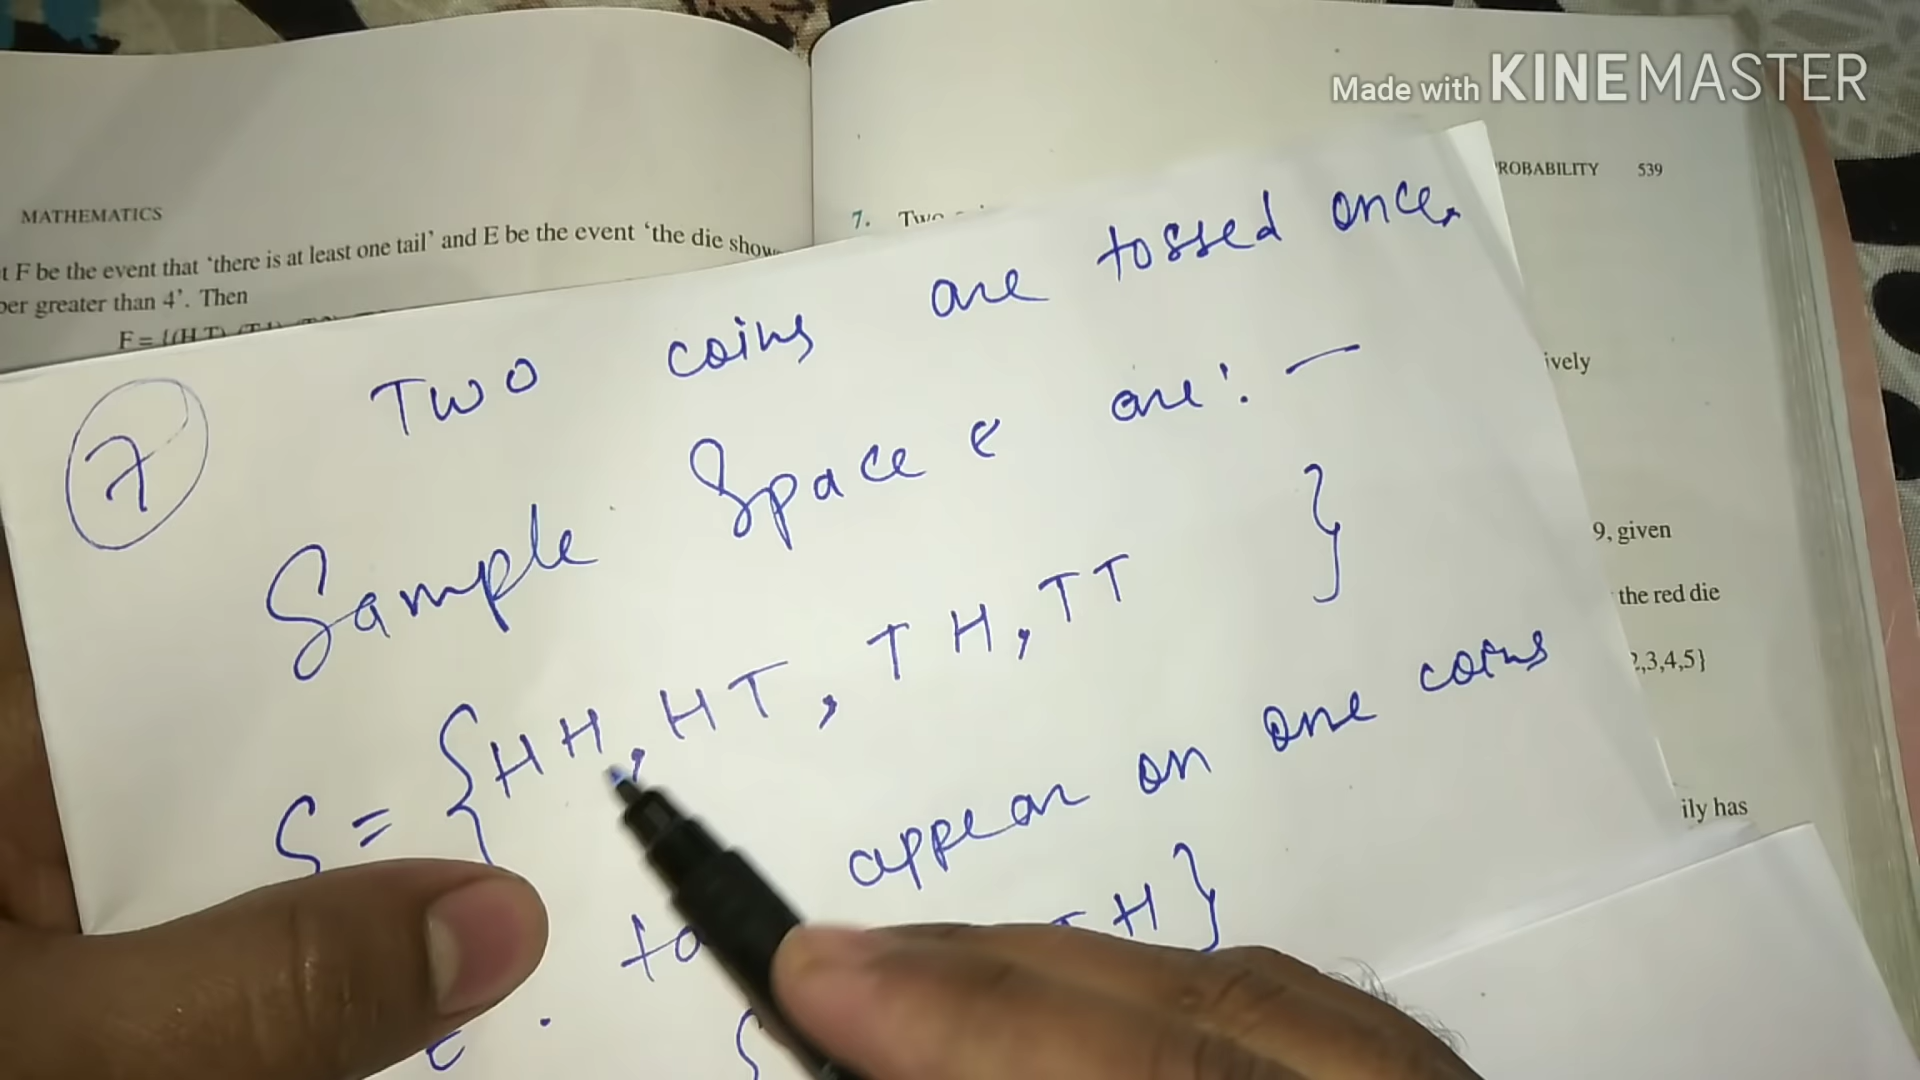 Made with KINEMASTER
MATHEMATICS
t F be the event that ‘there is at least one tail’ and E be the event ‘the die show
ber greater than 4’. Then
F = {(H,T)
ROBABILITY 539
7. Two
ively
9, given
the red die
2,3,4,5}
ily has
7 Two coins are tossed once.
Sample Space are: —
S = { HH, HT, TH, TT }
appear on one coins
TH}